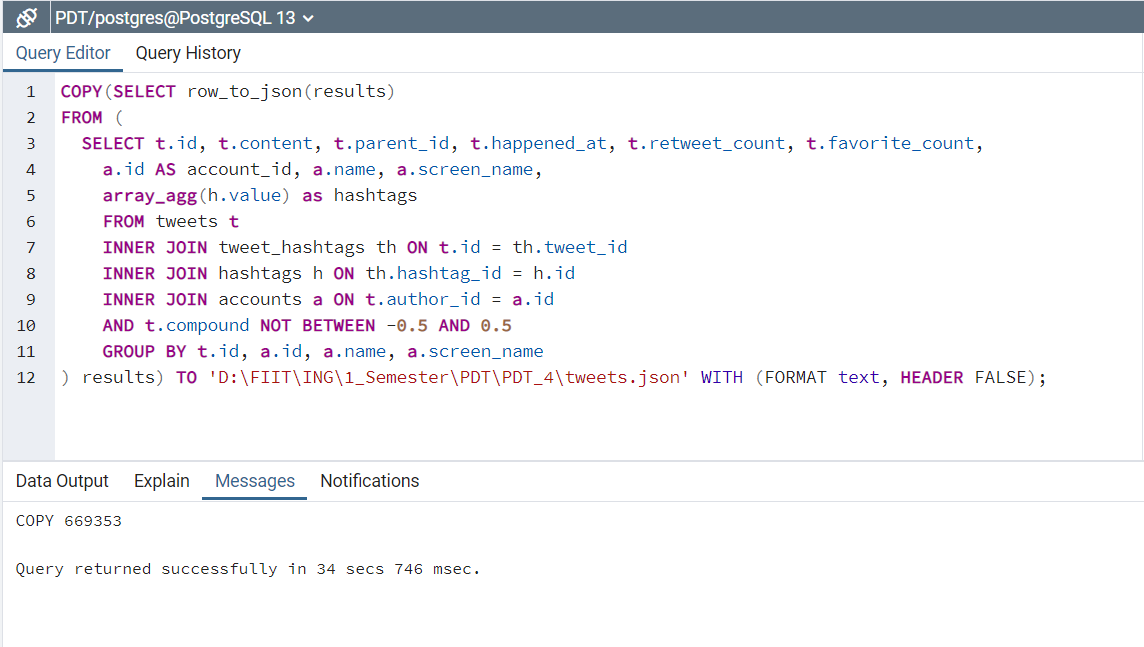 PDT/postgres@PostgreSQL 13
Query Editor Query History
1 COPY(SELECT row_to_json(results)
2 FROM (
3 SELECT t.id, t.content, t.parent_id, t.happened_at, t.retweet_count, t.favorite_count,
4 a.id AS account_id, a.name, a.screen_name,
5 array_agg(h.value) as hashtags
6 FROM tweets t
7 INNER JOIN tweet_hashtags th ON t.id = th.tweet_id
8 INNER JOIN hashtags h ON th.hashtag_id = h.id
9 INNER JOIN accounts a ON t.author_id = a.id
10 AND t.compound NOT BETWEEN -0.5 AND 0.5
11 GROUP BY t.id, a.id, a.name, a.screen_name
12 ) results) TO 'D:\FIIT\ING\1_Semester\PDT\PDT_4\tweets.json' WITH (FORMAT text, HEADER FALSE);
Data Output Explain Messages Notifications
COPY 669353
Query returned successfully in 34 secs 746 msec.